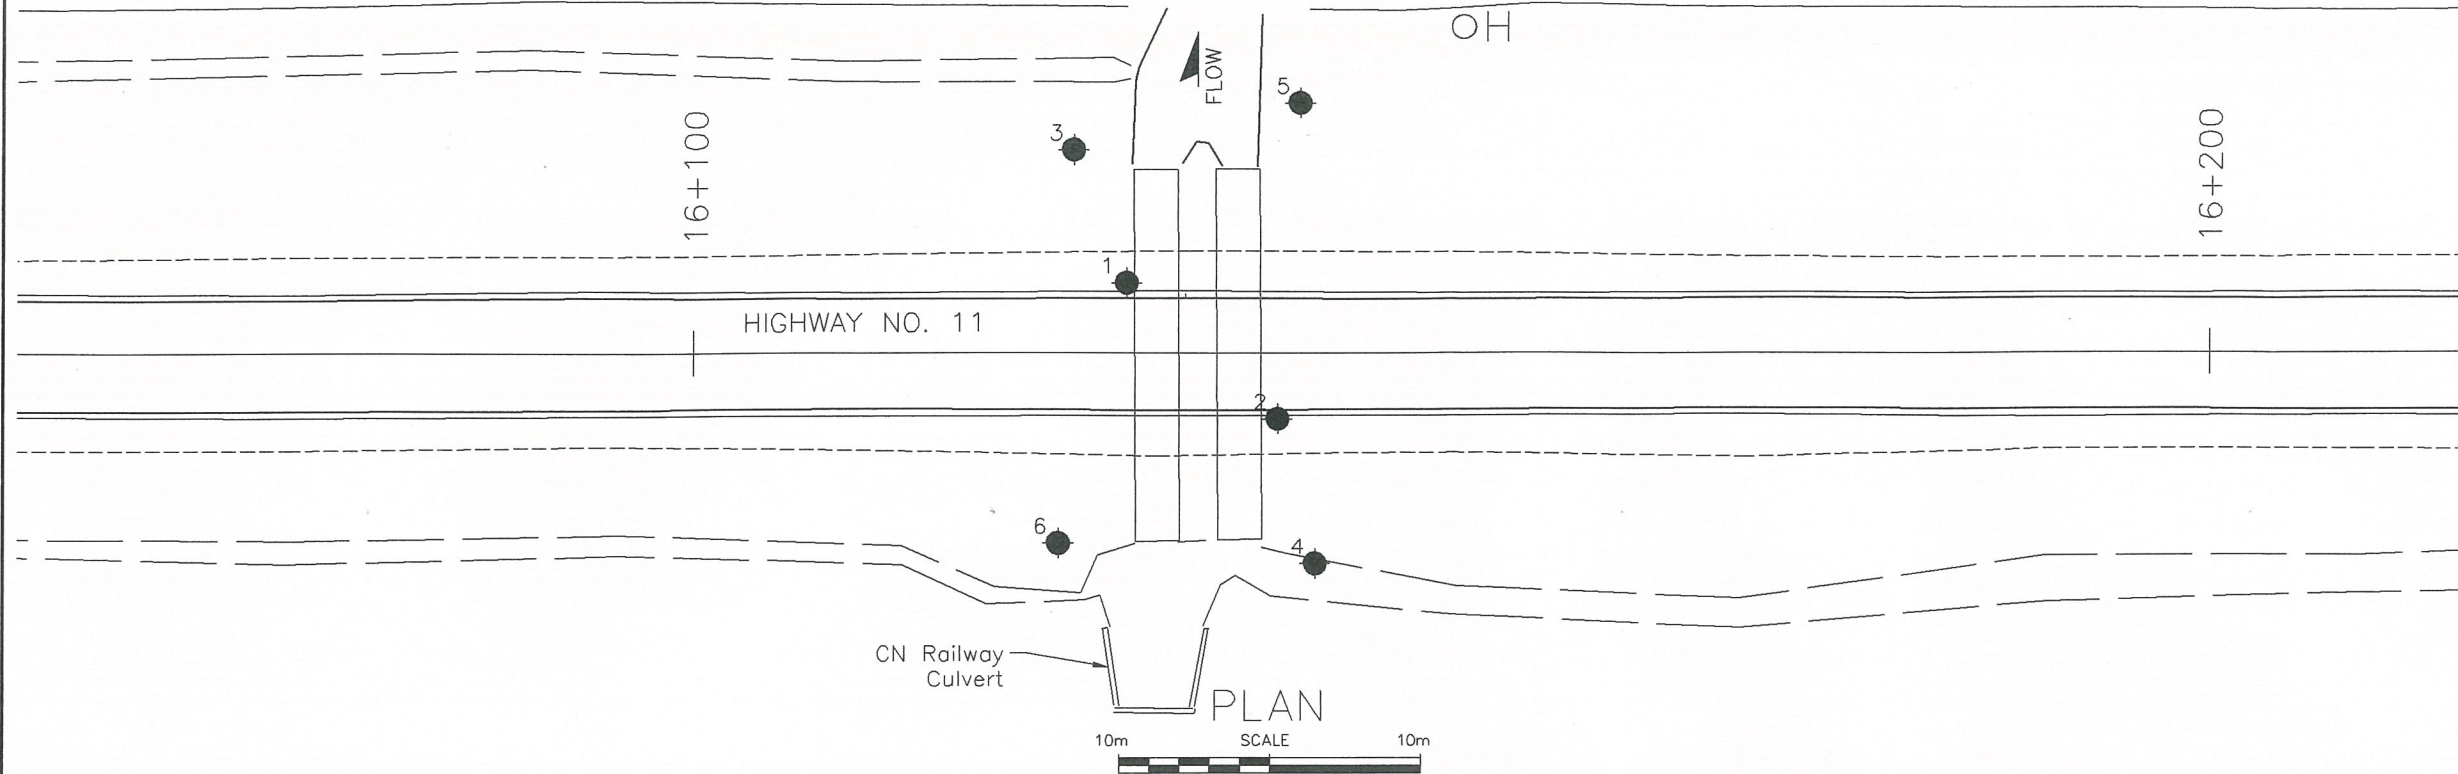 OH
FLOW
5
3
16+100
16+200
1
HIGHWAY NO. 11
2
6
4
CN Railway
Culvert
PLAN
10m SCALE 10m